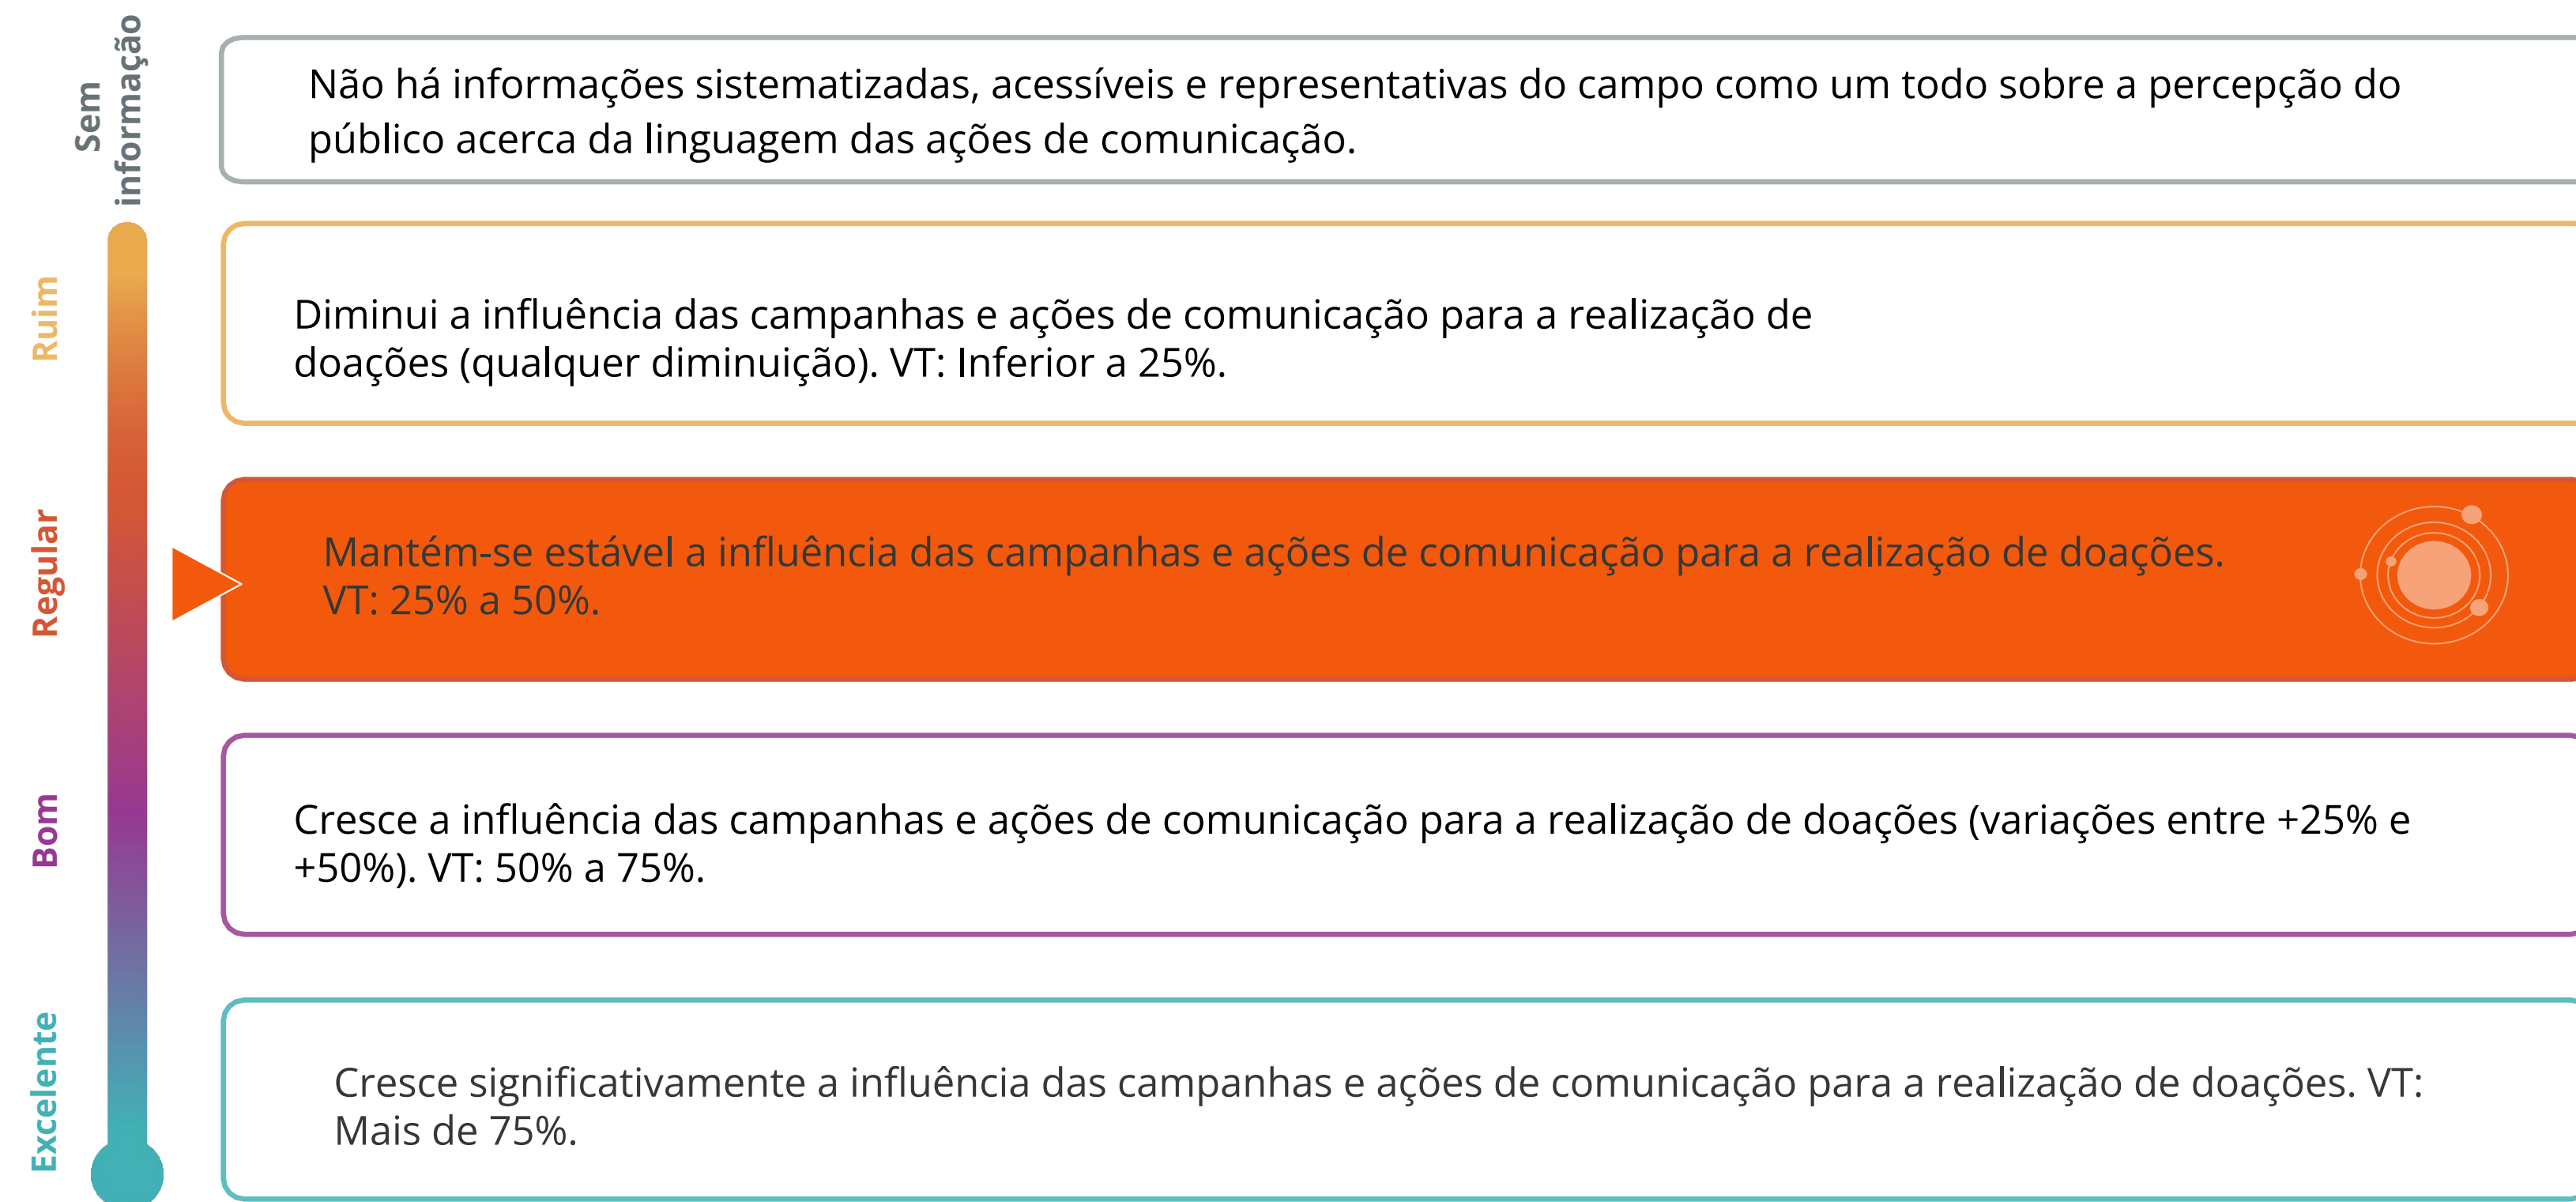 Sem
informação
Não há informações sistematizadas, acessíveis e representativas do campo como um todo sobre a percepção do
público acerca da linguagem das ações de comunicação.
Ruim
Diminui a influência das campanhas e ações de comunicação para a realização de
doações (qualquer diminuição). VT: Inferior a 25%.
Regular
Mantém-se estável a influência das campanhas e ações de comunicação para a realização de doações.
VT: 25% a 50%.
Bom
Cresce a influência das campanhas e ações de comunicação para a realização de doações (variações entre +25% e
+50%). VT: 50% a 75%.
Excelente
Cresce significativamente a influência das campanhas e ações de comunicação para a realização de doações. VT:
Mais de 75%.